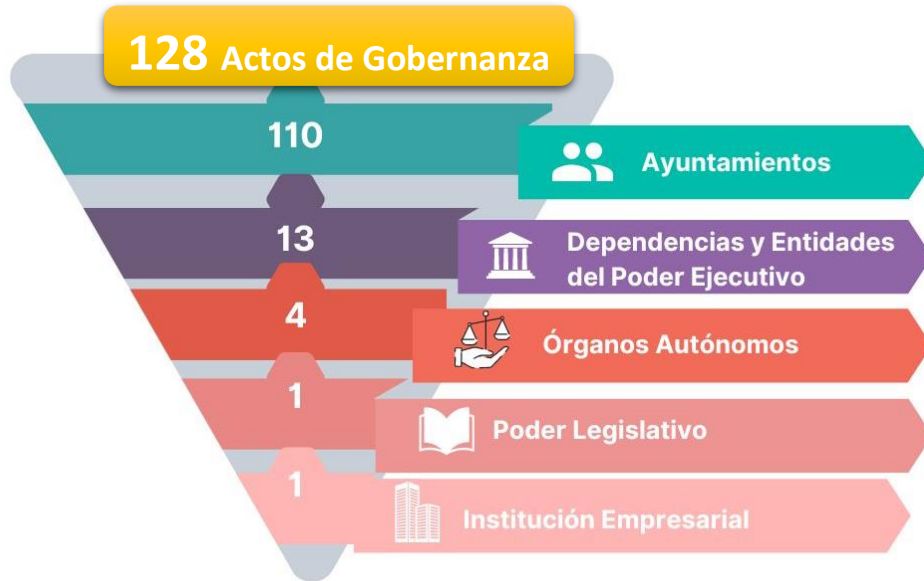 128 Actos de Gobernanza
110
Ayuntamientos
13
Dependencias y Entidades
del Poder Ejecutivo
4
Órganos Autónomos
1
Poder Legislativo
1
Institución Empresarial